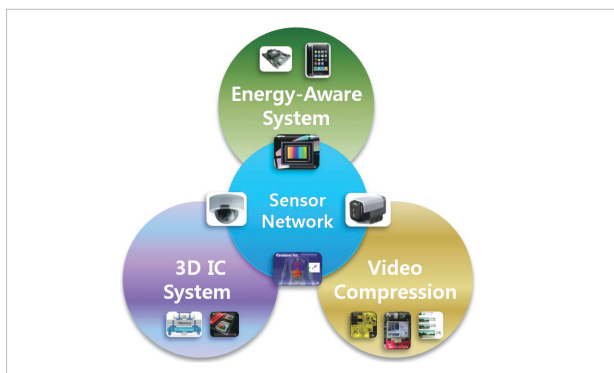 Energy-Aware
System
Sensor
Network
3D IC
System
Video
Compression